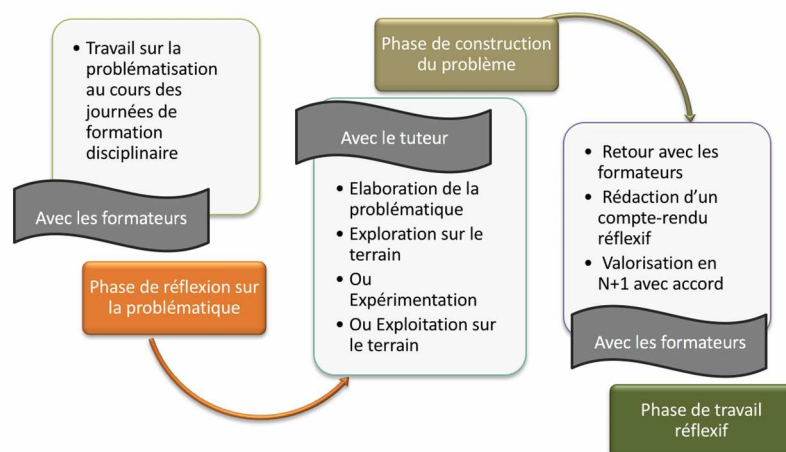 • Travail sur la
problématisation
au cours des
journées de
formation
disciplinaire
Avec les formateurs
Phase de réflexion sur
la problématique
Phase de construction
du problème
Avec le tuteur
• Elaboration de la
problématique
• Exploration sur le
terrain
• Ou
Expérimentation
• Ou Exploitation sur
le terrain
• Retour avec les
formateurs
• Rédaction d’un
compte-rendu
réflexif
• Valorisation en
N+1 avec accord
Avec les formateurs
Phase de travail
réflexif